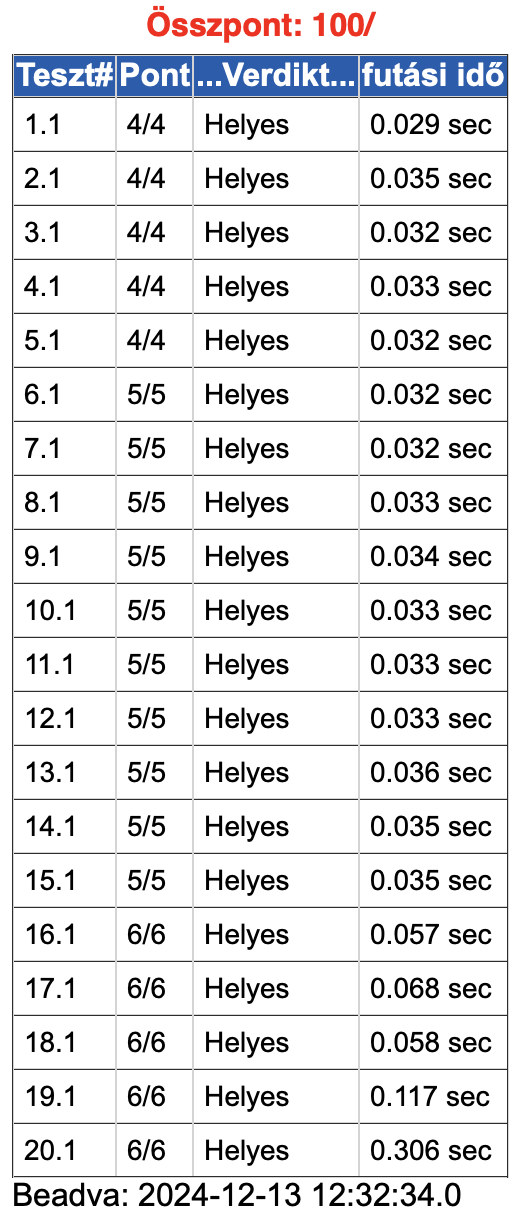 Összpont: 100/
Teszt# Pont ...Verdikt... futási idő
1.1 4/4 Helyes 0.029 sec
2.1 4/4 Helyes 0.035 sec
3.1 4/4 Helyes 0.032 sec
4.1 4/4 Helyes 0.033 sec
5.1 4/4 Helyes 0.032 sec
6.1 5/5 Helyes 0.032 sec
7.1 5/5 Helyes 0.032 sec
8.1 5/5 Helyes 0.033 sec
9.1 5/5 Helyes 0.034 sec
10.1 5/5 Helyes 0.033 sec
11.1 5/5 Helyes 0.033 sec
12.1 5/5 Helyes 0.033 sec
13.1 5/5 Helyes 0.036 sec
14.1 5/5 Helyes 0.035 sec
15.1 5/5 Helyes 0.035 sec
16.1 6/6 Helyes 0.057 sec
17.1 6/6 Helyes 0.068 sec
18.1 6/6 Helyes 0.058 sec
19.1 6/6 Helyes 0.117 sec
20.1 6/6 Helyes 0.306 sec
Beadva: 2024-12-13 12:32:34.0